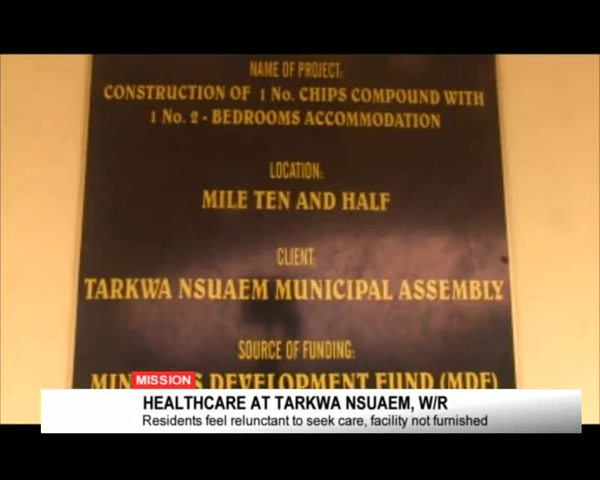 NAME OF PROJECT:
CONSTRUCTION OF 1 No. CHIPS COMPOUND WITH
1 No. 2 - BEDROOMS ACCOMMODATION
LOCATION:
MILE TEN AND HALF
CLIENT:
TARKWA NSUAEM MUNICIPAL ASSEMBLY
SOURCE OF FUNDING:
DEVELOPMENT FUND (MDF)
MISSION
HEALTHCARE AT TARKWA NSUAEM, W/R
Residents feel relunctant to seek care, facility not furnished